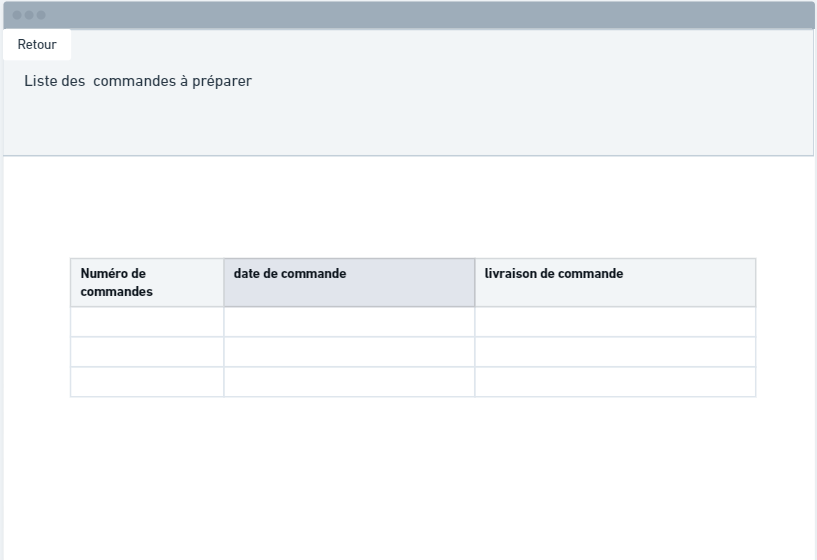 Retour
Liste des  commandes à préparer
Numéro de
commandes
date de commande
livraison de commande